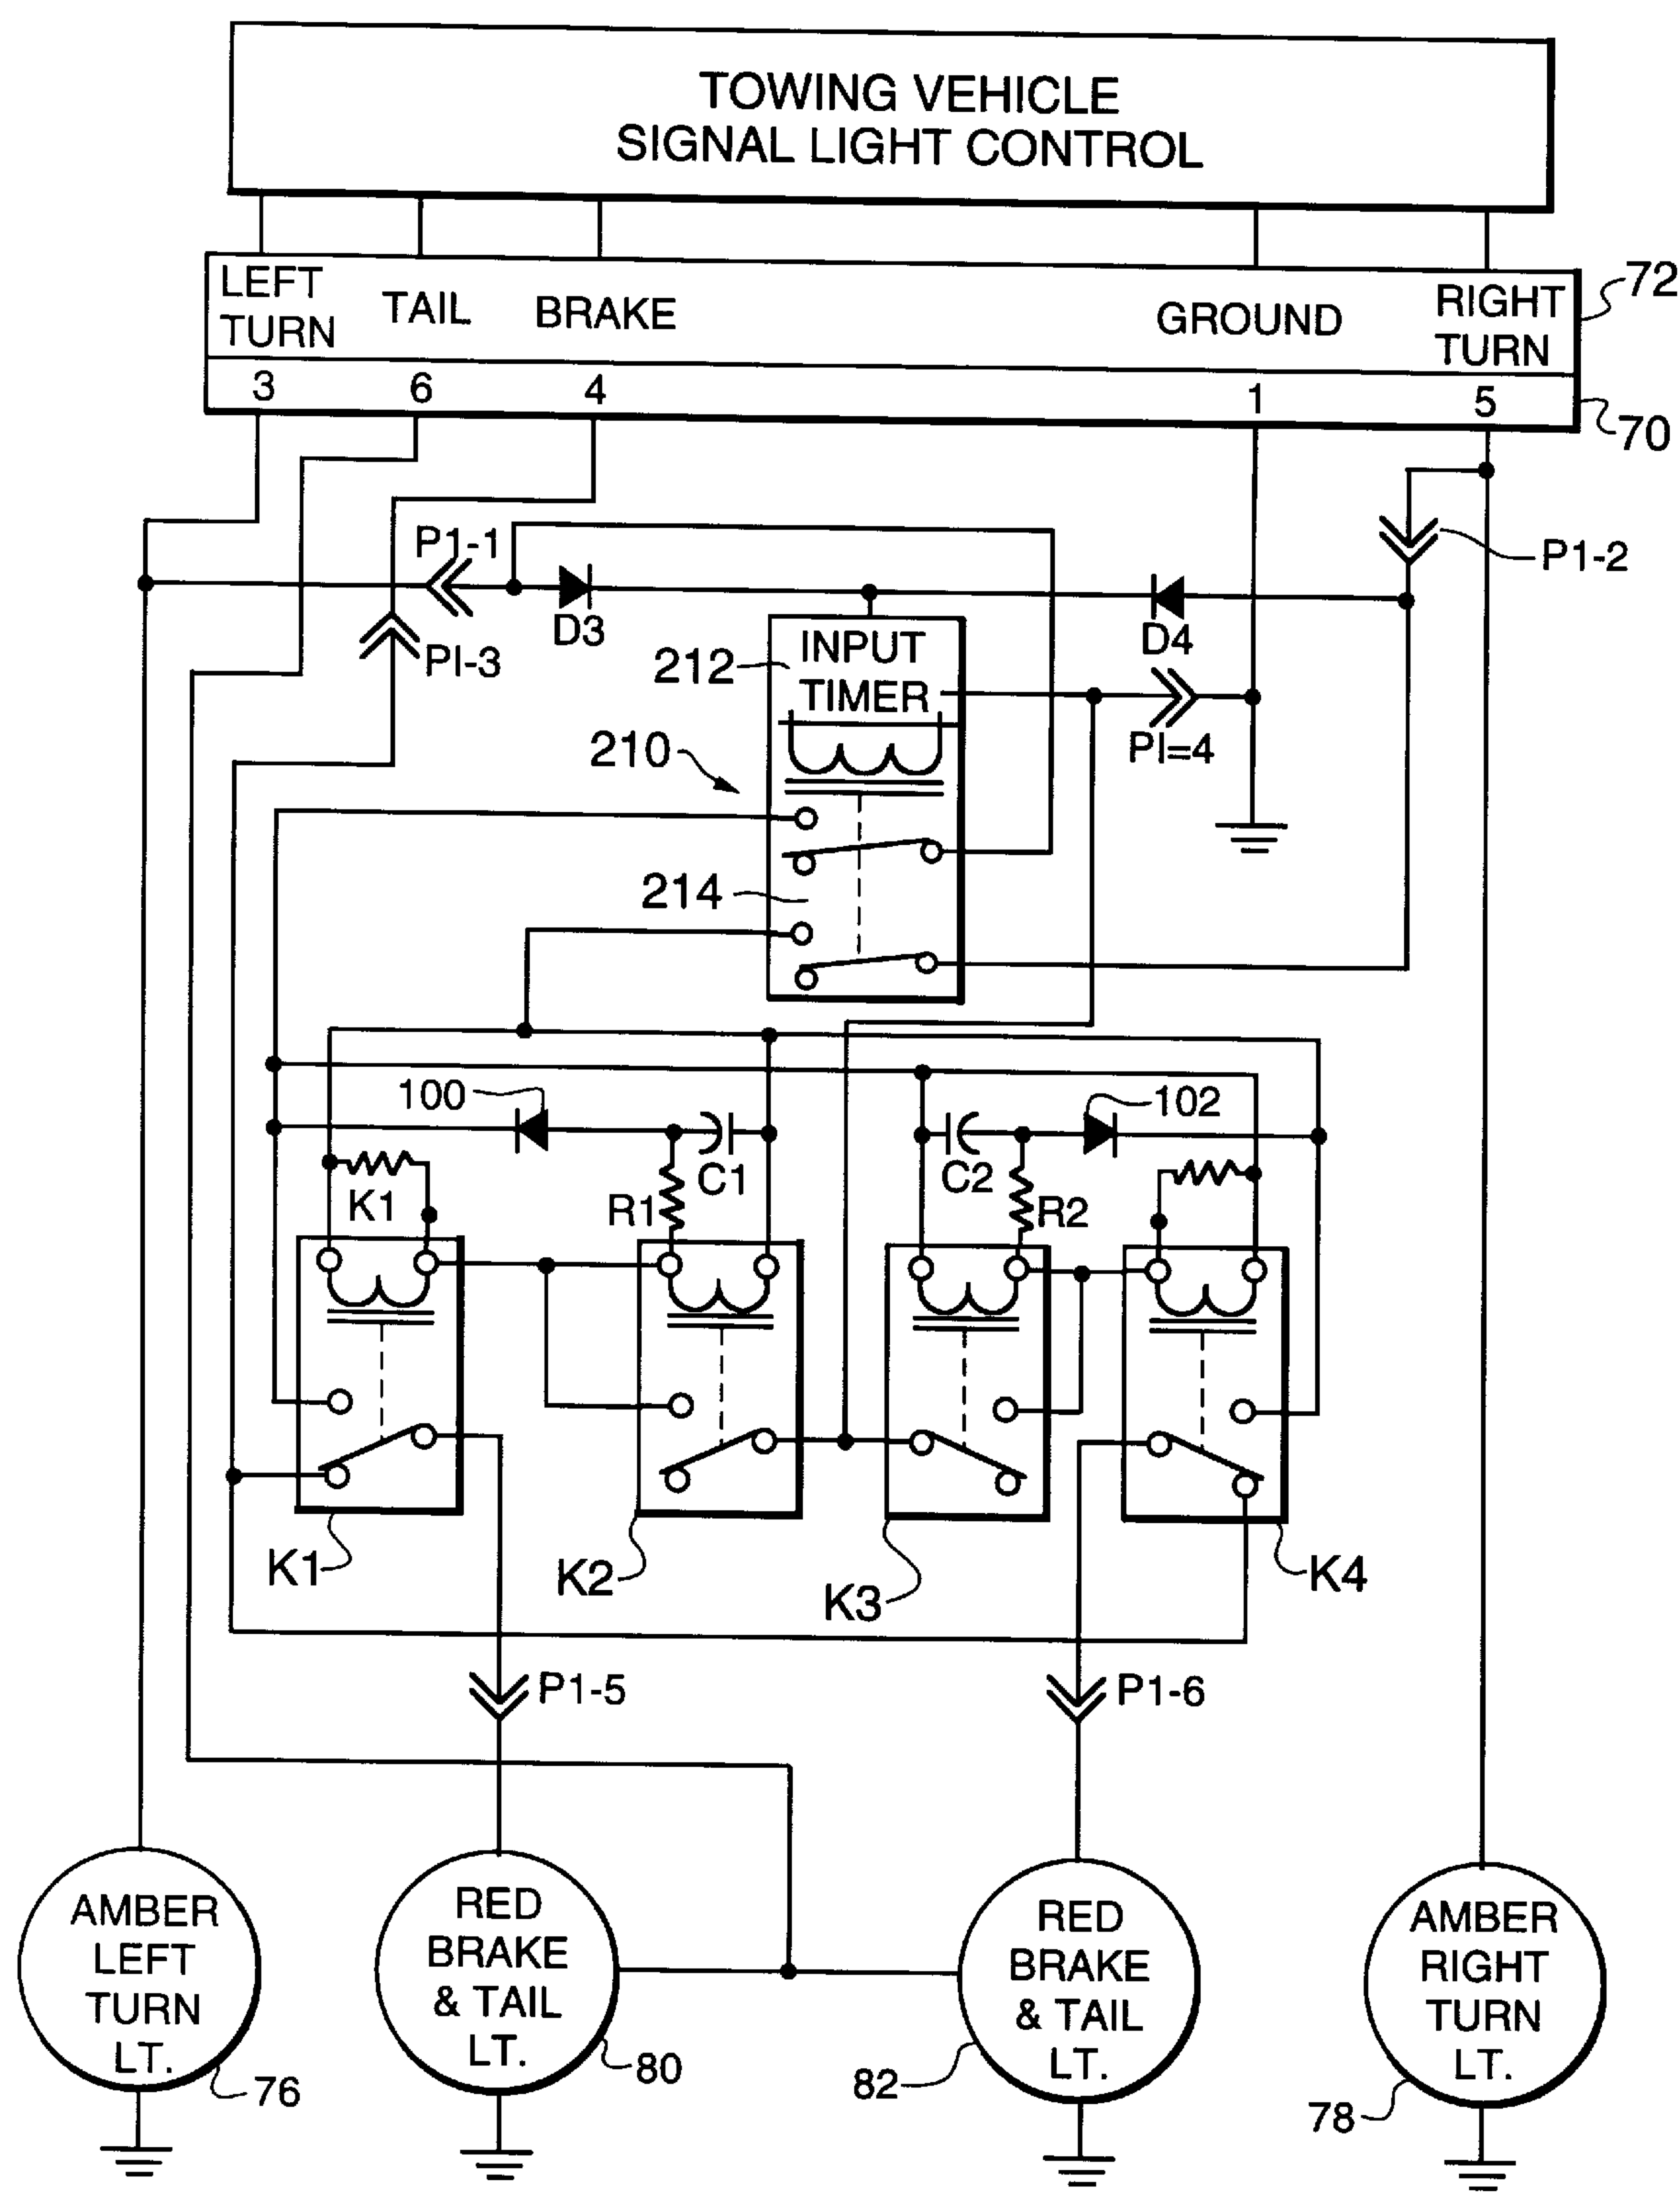 TOWING VEHICLE
SIGNAL LIGHT CONTROL
LEFT
TURN
TAIL
BRAKE
GROUND
RIGHT
TURN
72
3
6
4
1
5
70
P1-1
P1-2
D3
D4
PI-3
212
INPUT
TIMER
PI=4
210
214
100
102
K1
R1
C1
C2
R2
K1
K2
K3
K4
P1-5
P1-6
AMBER
LEFT
TURN
LT.
RED
BRAKE
& TAIL
LT.
RED
BRAKE
& TAIL
LT.
AMBER
RIGHT
TURN
LT.
76
80
82
78